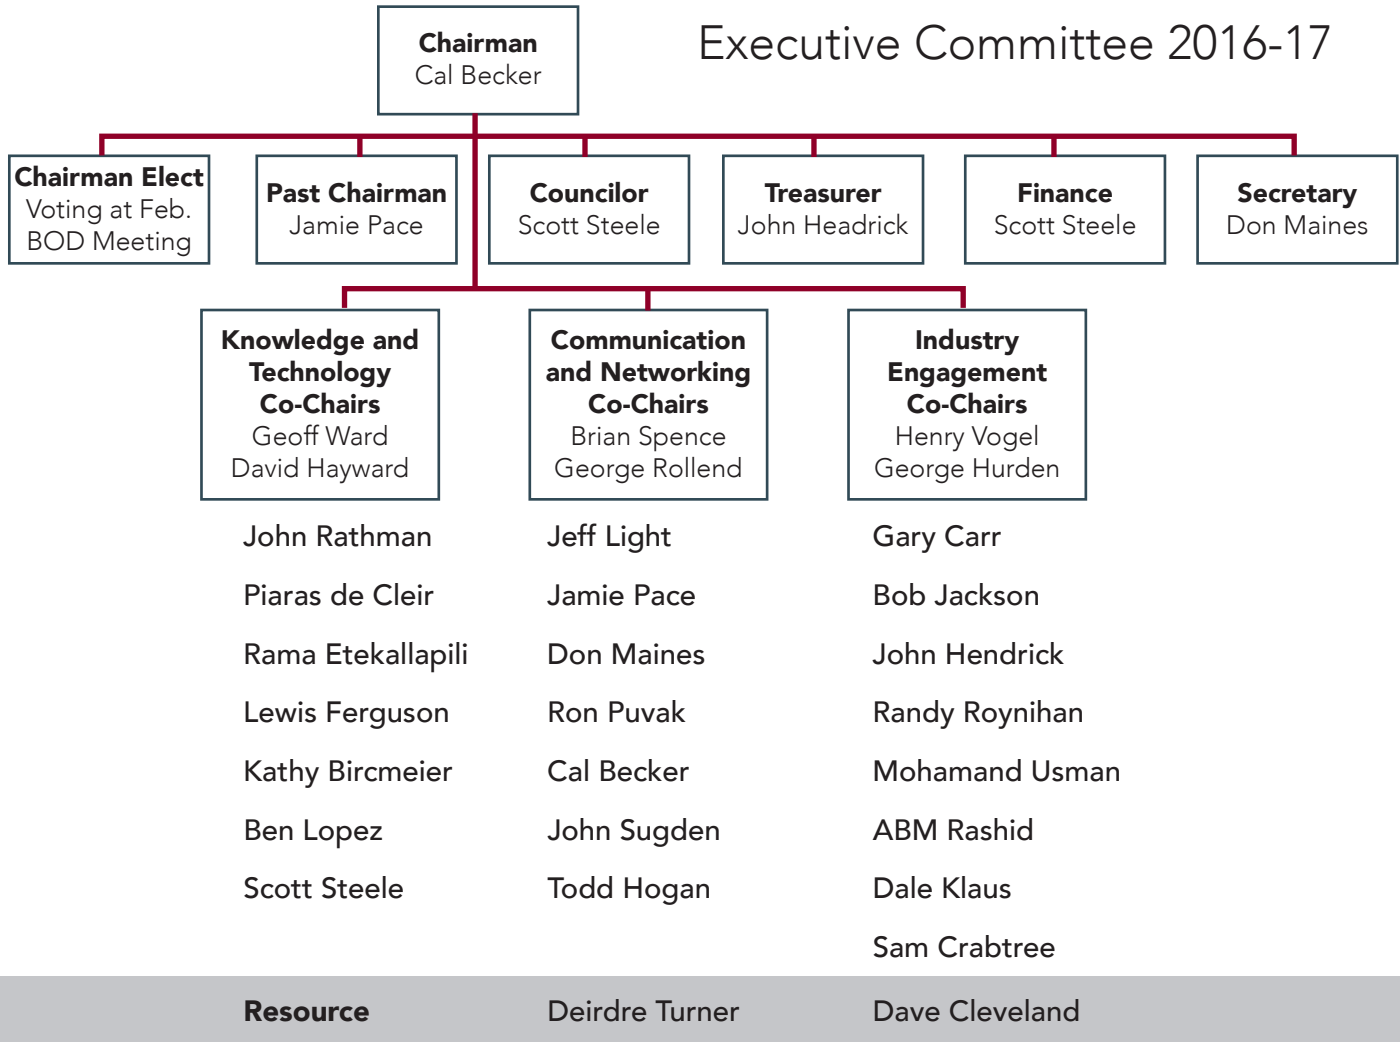 Executive Committee 2016-17
Chairman
Cal Becker
Chairman Elect
Voting at Feb.
BOD Meeting
Past Chairman
Jamie Pace
Councilor
Scott Steele
Treasurer
John Headrick
Finance
Scott Steele
Secretary
Don Maines
Knowledge and
Technology
Co-Chairs
Geoff Ward
David Hayward
Communication
and Networking
Co-Chairs
Brian Spence
George Rollend
Industry
Engagement
Co-Chairs
Henry Vogel
George Hurden
John Rathman
Piaras de Cleir
Rama Etekallapili
Lewis Ferguson
Kathy Bircmeier
Ben Lopez
Scott Steele
Jeff Light
Jamie Pace
Don Maines
Ron Puvak
Cal Becker
John Sugden
Todd Hogan
Gary Carr
Bob Jackson
John Hendrick
Randy Roynihan
Mohamand Usman
ABM Rashid
Dale Klaus
Sam Crabtree
Resource
Deirdre Turner
Dave Cleveland